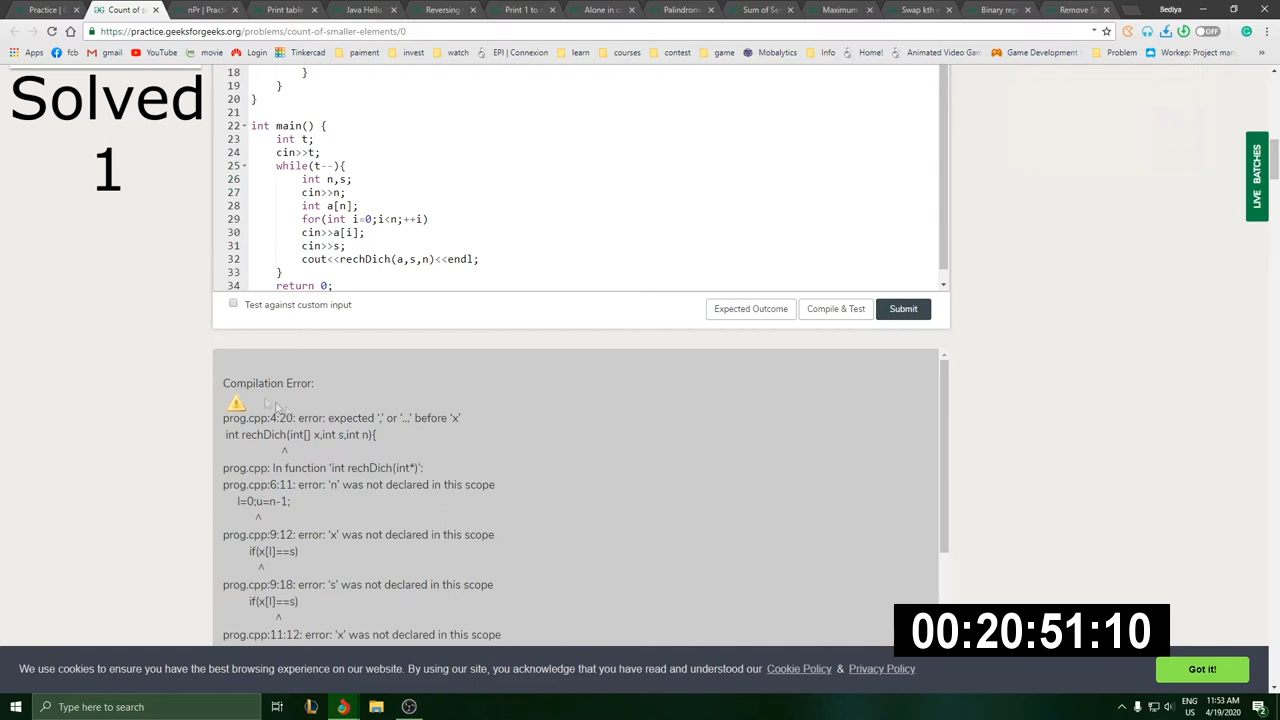 Practice | G
Count of s
nPr | Practi
Print table
Java Hello
Reversing
Print 1 to n
Alone in co
Palindrom
Sum of Se
Maximum
Swap kth e
Binary rep
Remove Sp
Bediya
https://practice.geeksforgeeks.org/problems/count-of-smaller-elements/0
OFF
Apps
fcb
gmail
YouTube
movie
Login
Tinkercad
paiment
invest
watch
EPI | Connexion
learn
courses
contest
game
Mobalytics
Info
Home!
Animated Video Gam
Game Development
Problem
Workep: Project man
Solved
1
18 }
19 }
20 }
21
22 int main() {
23 int t;
24 cin>>t;
25 while(t--){
26 int n,s;
27 cin>>n;
28 int a[n];
29 for(int i=0;i<n;++i)
30 cin>>a[i];
31 cin>>s;
32 cout<<rechDich(a,s,n)<<endl;
33 }
34 return 0;
LIVE BATCHES
Test against custom input
Expected Outcome
Compile & Test
Submit
Compilation Error:
prog.cpp:4:20: error: expected ‘,’ or ‘...’ before ‘x’
int rechDich(int[] x,int s,int n){
^
prog.cpp: In function ‘int rechDich(int*)’:
prog.cpp:6:11: error: ‘n’ was not declared in this scope
l=0;u=n-1;
^
prog.cpp:9:12: error: ‘x’ was not declared in this scope
if(x[l]==s)
^
prog.cpp:9:18: error: ‘s’ was not declared in this scope
if(x[l]==s)
^
prog.cpp:11:12: error: ‘x’ was not declared in this scope
00:20:51:10
We use cookies to ensure you have the best browsing experience on our website. By using our site, you acknowledge that you have read and understood our Cookie Policy & Privacy Policy
Got it!
Type here to search
ENG
US
11:53 AM
4/19/2020
2